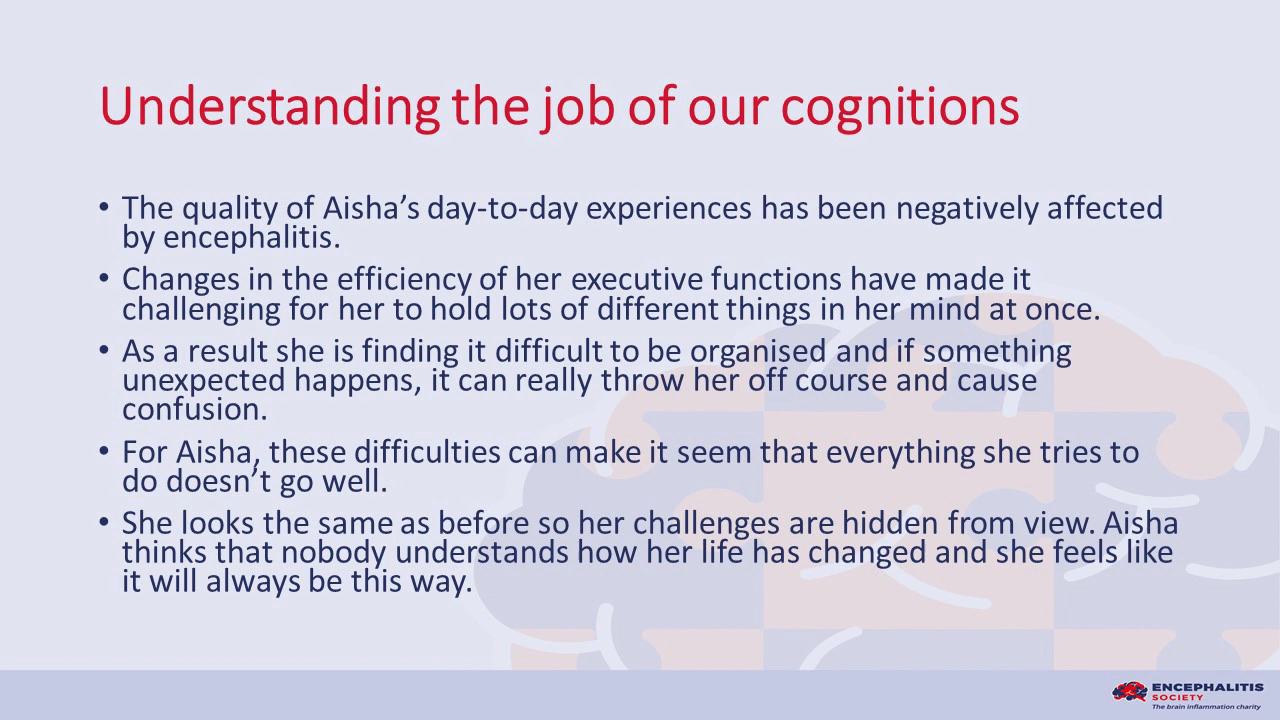 Understanding the job of our cognitions
• The quality of Aisha’s day-to-day experiences has been negatively affected
by encephalitis.
• Changes in the efficiency of her executive functions have made it
challenging for her to hold lots of different things in her mind at once.
• As a result she is finding it difficult to be organised and if something
unexpected happens, it can really throw her off course and cause
confusion.
• For Aisha, these difficulties can make it seem that everything she tries to
do doesn’t go well.
• She looks the same as before so her challenges are hidden from view. Aisha
thinks that nobody understands how her life has changed and she feels like
it will always be this way.
ENCEPHALITIS
SOCIETY
The brain inflammation charity